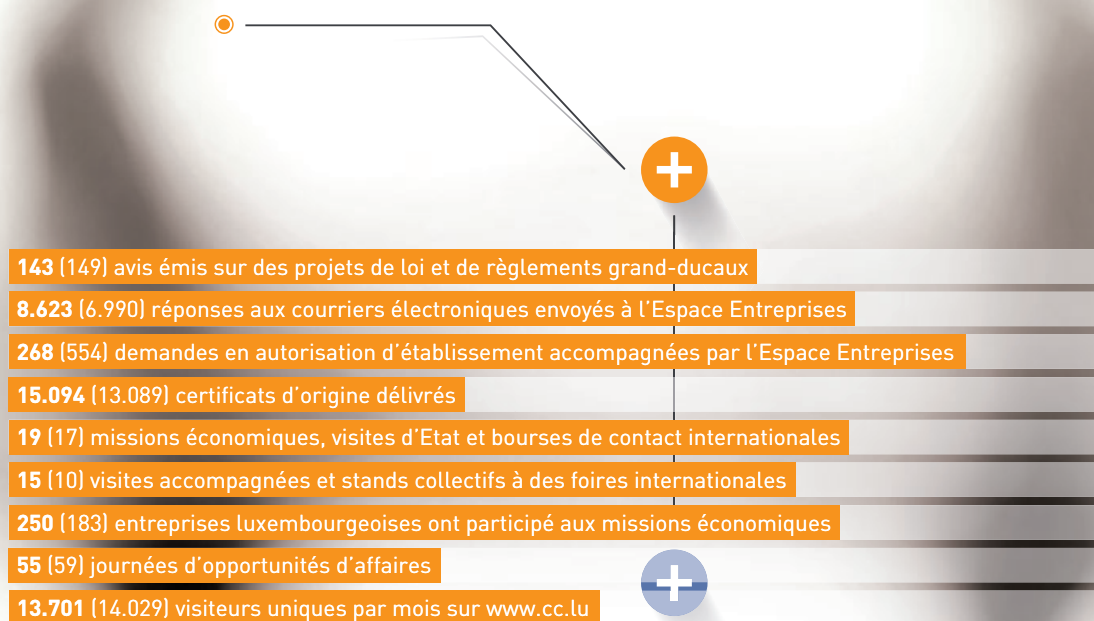 143 (149) avis émis sur des projets de loi et de règlements grand-ducaux
8.623 (6.990) réponses aux courriers électroniques envoyés à l'Espace Entreprises
268 (554) demandes en autorisation d'établissement accompagnées par l'Espace Entreprises
15.094 (13.089) certificats d'origine délivrés
19 (17) missions économiques, visites d'Etat et bourses de contact internationales
15 (10) visites accompagnées et stands collectifs à des foires internationales
250 (183) entreprises luxembourgeoises ont participé aux missions économiques
55 (59) journées d'opportunités d'affaires
13.701 (14.029) visiteurs uniques par mois sur www.cc.lu